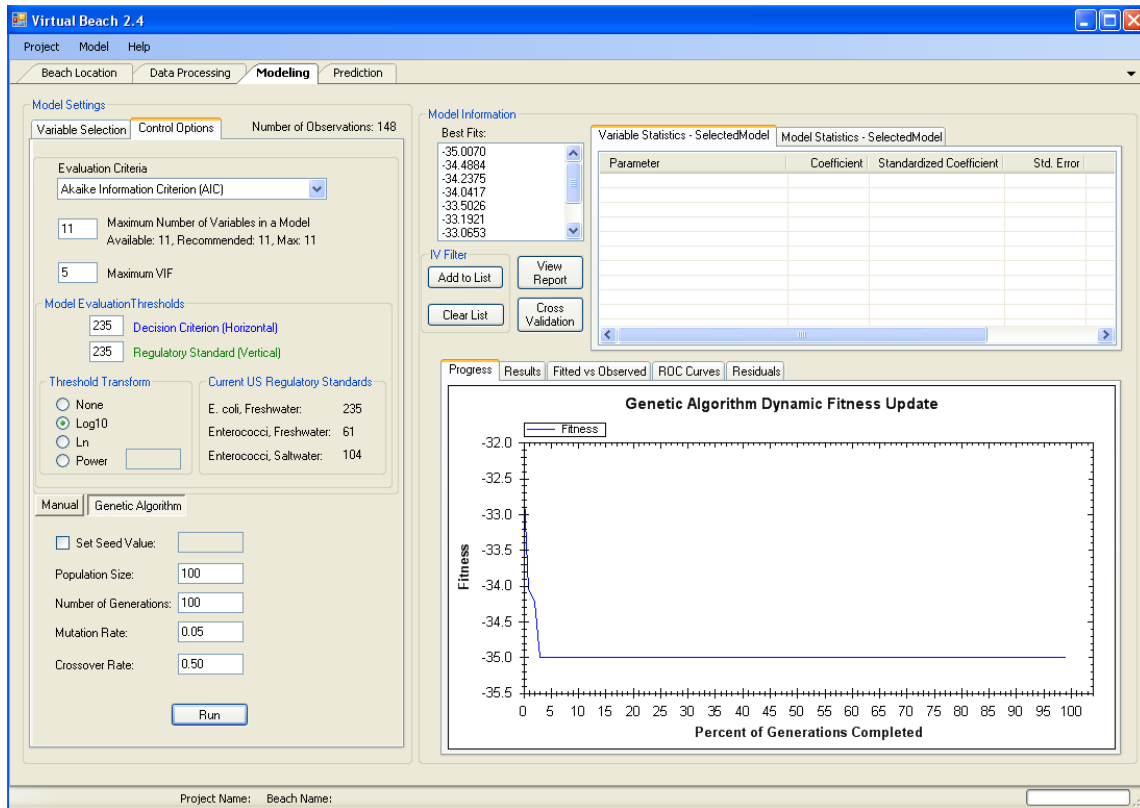 Virtual Beach 2.4
Project Model Help
Beach Location Data Processing Modeling Prediction
Model Settings
Variable Selection Control Options Number of Observations: 148
Evaluation Criteria
Akaike Information Criterion (AIC)
11 Maximum Number of Variables in a Model
Available: 11, Recommended: 11, Max: 11
5 Maximum VIF
Model EvaluationThresholds
235 Decision Criterion (Horizontal)
235 Regulatory Standard (Vertical)
Threshold Transform
None
Log10
Ln
Power
Current US Regulatory Standards
E. coli, Freshwater: 235
Enterococci, Freshwater: 61
Enterococci, Saltwater: 104
Manual Genetic Algorithm
Set Seed Value:
Population Size: 100
Number of Generations: 100
Mutation Rate: 0.05
Crossover Rate: 0.50
Run
Model Information
Best Fits:
-35.0070
-34.4884
-34.2375
-34.0417
-33.5026
-33.1921
-33.0653
IV Filter
Add to List
Clear List
View
Report
Cross
Validation
Variable Statistics - SelectedModel Model Statistics - SelectedModel
Parameter Coefficient Standardized Coefficient Std. Error
Progress Results Fitted vs Observed ROC Curves Residuals
Genetic Algorithm Dynamic Fitness Update
Fitness
-32.0
-32.5
-33.0
-33.5
-34.0
-34.5
-35.0
-35.5
Fitness
0 5 10 15 20 25 30 35 40 45 50 55 60 65 70 75 80 85 90 95 100
Percent of Generations Completed
Project Name: Beach Name: